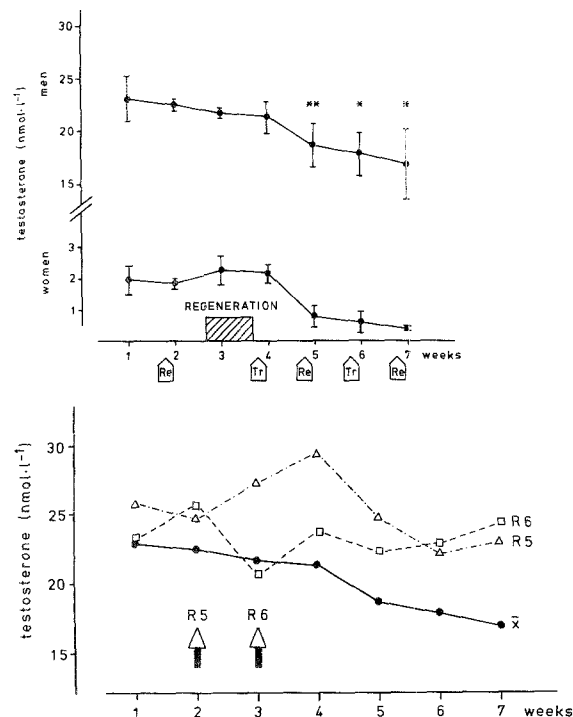 30
25
20
15
testosterone (nmol·l⁻¹)
men
** * *
3
2
1
women
REGENERATION
1 2 3 4 5 6 7 weeks
Re Tr Re Tr Re
30
25
20
15
testosterone (nmol·l⁻¹)
R6
R5
x̄
R5 R6
1 2 3 4 5 6 7 weeks